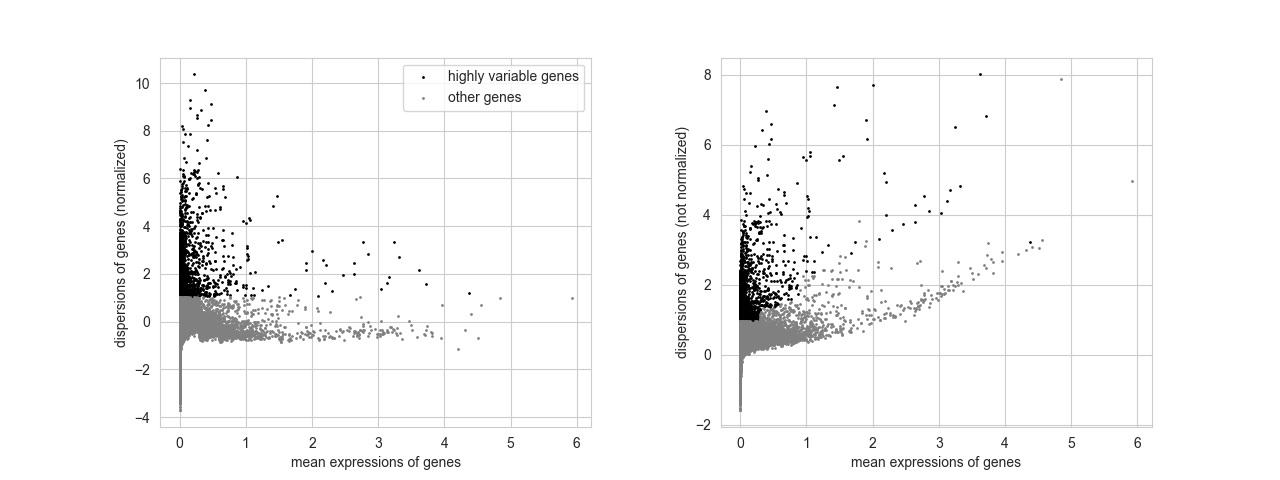 dispersions of genes (normalized)
10
8
6
4
2
0
−2
−4
highly variable genes
other genes
0 1 2 3 4 5 6
mean expressions of genes
dispersions of genes (not normalized)
8
6
4
2
0
−2
0 1 2 3 4 5 6
mean expressions of genes